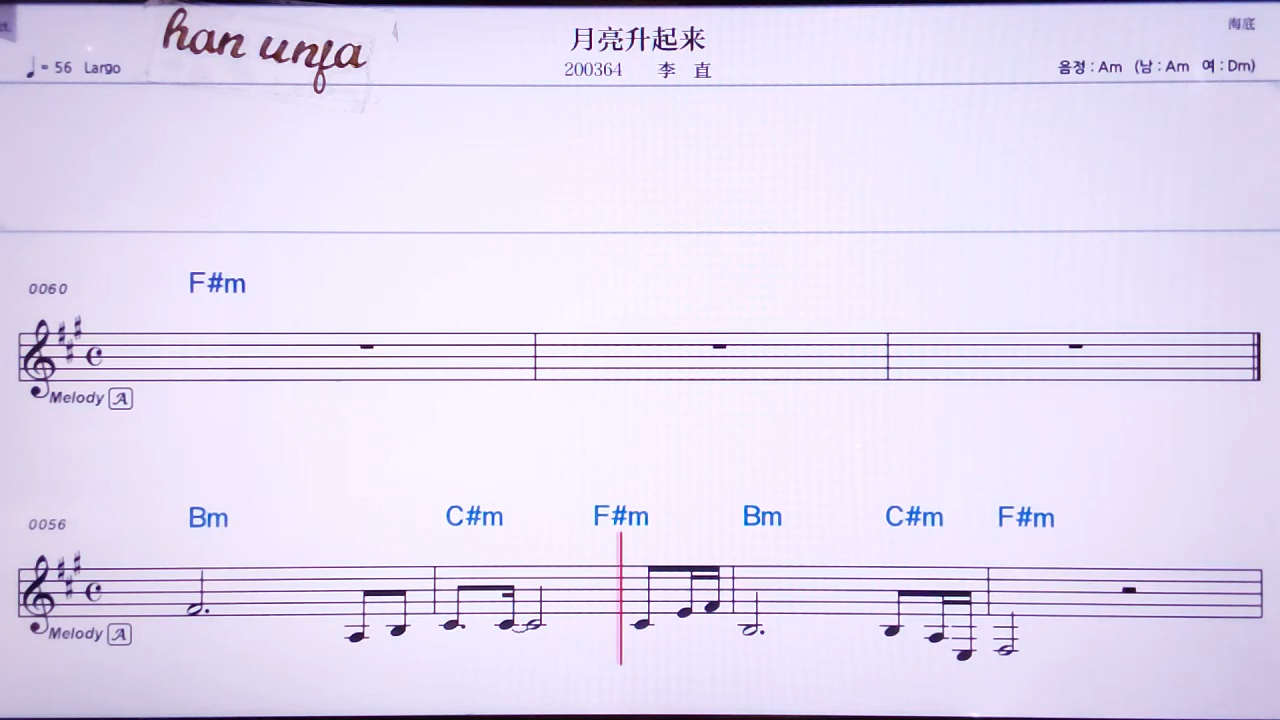 han unfa
月亮升起来
海底
♩= 56 Largo
200364 李 直
음정 : Am (남 : Am 여 : Dm)
F#m
0060
Melody A
Bm C#m F#m Bm C#m F#m
0056
Melody A